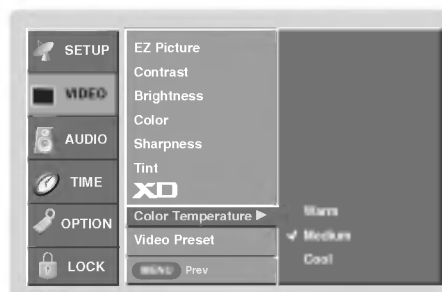 SETUP
VIDEO
AUDIO
TIME
OPTION
LOCK
EZ Picture
Contrast
Brightness
Color
Sharpness
Tint
XD
Color Temperature ▶
Video Preset
MENU Prev
Warm
✓ Medium
Cool